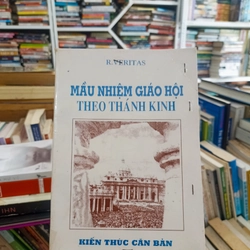 B. VERITAS
MẦU NHIỆM GIÁO HỘI
THEO THÁNH KINH
KIẾN THỨC CĂN BẢN